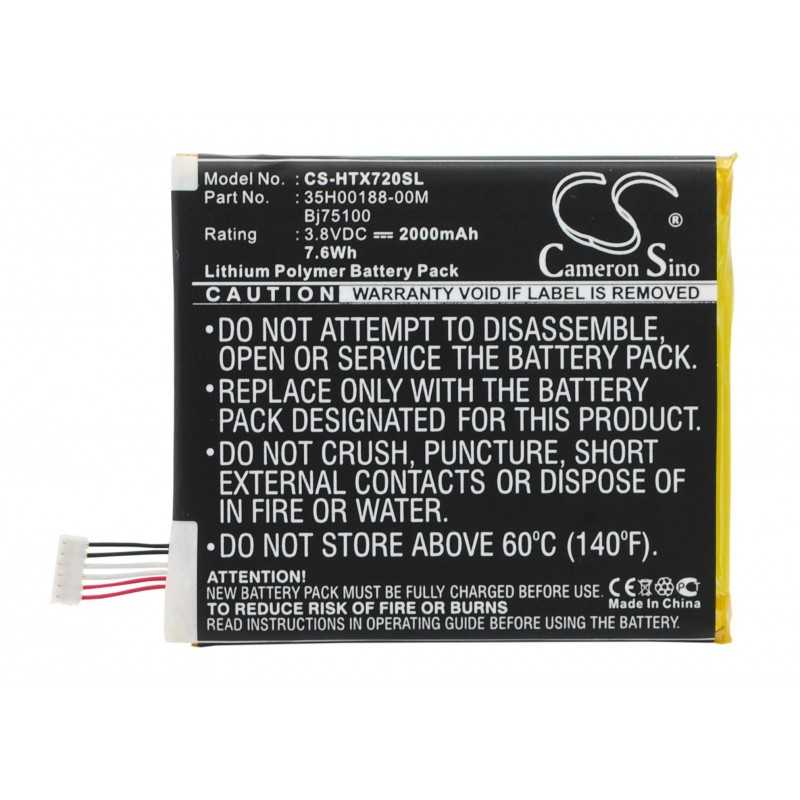 Model No. : CS-HTX720SL
Part No. : 35H00188-00M
Bj75100
Rating : 3.8VDC ⎓ 2000mAh
7.6Wh
Lithium Polymer Battery Pack
CS
®
Cameron Sino
CAUTION WARRANTY VOID IF LABEL IS REMOVED
•DO NOT ATTEMPT TO DISASSEMBLE,
OPEN OR SERVICE THE BATTERY PACK.
•REPLACE ONLY WITH THE BATTERY
PACK DESIGNATED FOR THIS PRODUCT.
•DO NOT CRUSH, PUNCTURE, SHORT
EXTERNAL CONTACTS OR DISPOSE OF
IN FIRE OR WATER.
•DO NOT STORE ABOVE 60°C (140°F).
ATTENTION!
NEW BATTERY PACK MUST BE FULLY CHARGED BEFORE USE
TO REDUCE RISK OF FIRE OR BURNS
READ INSTRUCTIONS IN OPERATING GUIDE BEFORE BATTERY USE.
CE FC PCT
Made In China